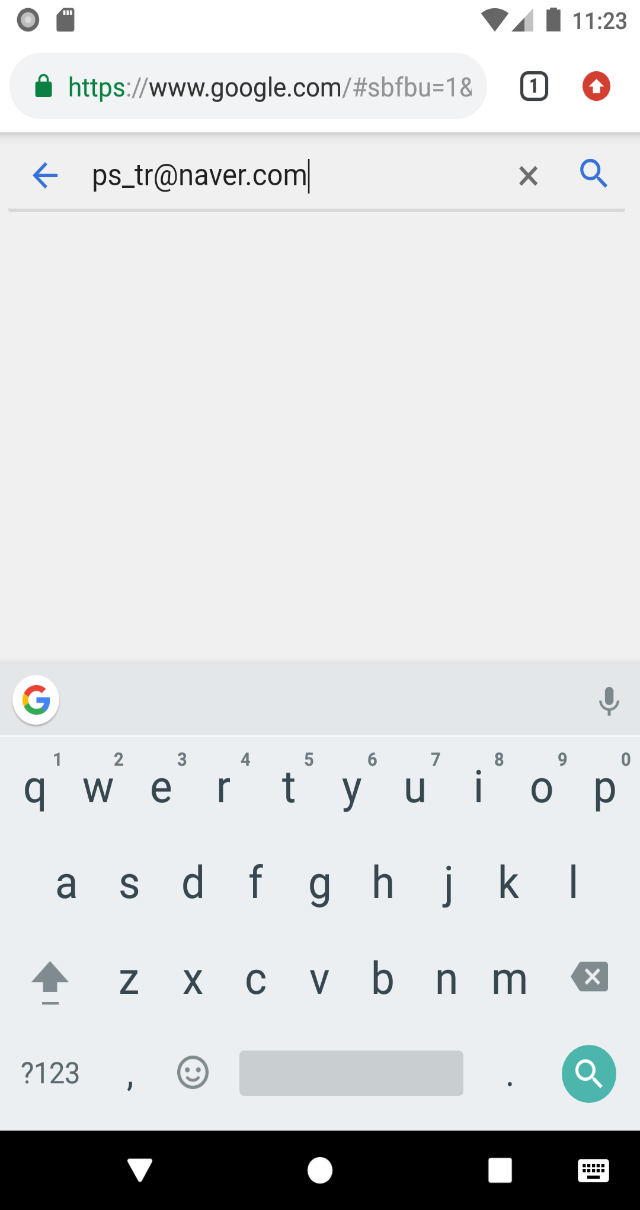 11:23
https://www.google.com/#sbfbu=1&
1
ps_tr@naver.com
G
1 2 3 4 5 6 7 8 9 0
q w e r t y u i o p
a s d f g h j k l
z x c v b n m
?123 , .